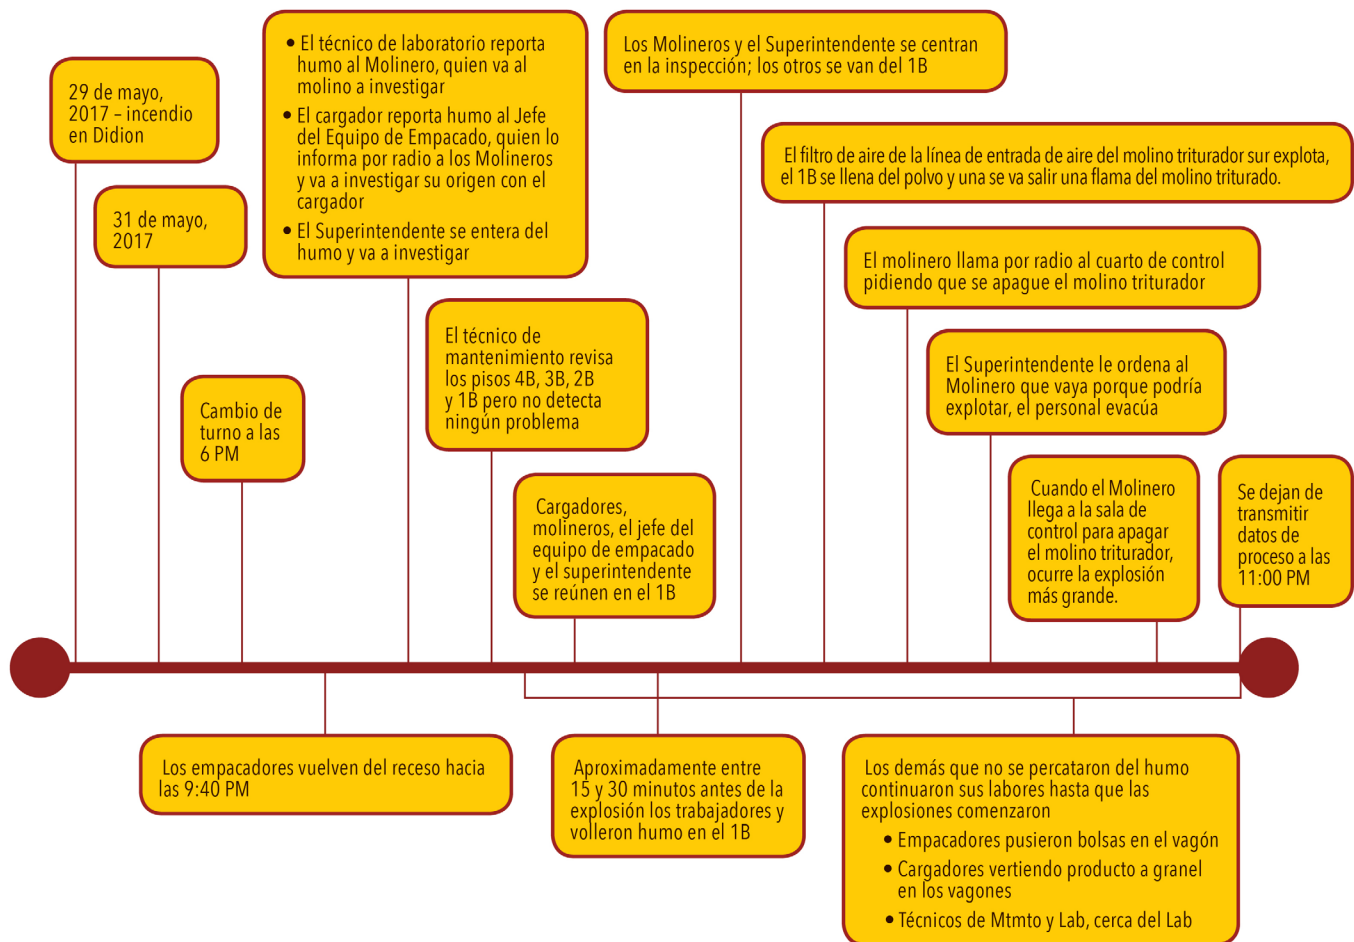 29 de mayo,
2017 – incendio
en Didion
31 de mayo,
2017
Cambio de
turno a las
6 PM
Los empacadores vuelven del receso hacia
las 9:40 PM
• El técnico de laboratorio reporta
humo al Molinero, quien va al
molino a investigar
• El cargador reporta humo al Jefe
del Equipo de Empacado, quien lo
informa por radio a los Molineros
y va a investigar su origen con el
cargador
• El Superintendente se entera del
humo y va a investigar
El técnico de
mantenimiento revisa
los pisos 4B, 3B, 2B
y 1B pero no detecta
ningún problema
Cargadores,
molineros, el jefe del
equipo de empacado
y el superintendente
se reúnen en el 1B
Aproximadamente entre
15 y 30 minutos antes de la
explosión los trabajadores y
volleron humo en el 1B
Los Molineros y el Superintendente se centran
en la inspección; los otros se van del 1B
El filtro de aire de la línea de entrada de aire del molino triturador sur explota,
el 1B se llena del polvo y una se va salir una flama del molino triturado.
El molinero llama por radio al cuarto de control
pidiendo que se apague el molino triturador
El Superintendente le ordena al
Molinero que vaya porque podría
explotar, el personal evacúa
Cuando el Molinero
llega a la sala de
control para apagar
el molino triturador,
ocurre la explosión
más grande.
Se dejan de
transmitir
datos de
proceso a las
11:00 PM
Los demás que no se percataron del humo
continuaron sus labores hasta que las
explosiones comenzaron
• Empacadores pusieron bolsas en el vagón
• Cargadores vertiendo producto a granel
en los vagones
• Técnicos de Mtmto y Lab, cerca del Lab